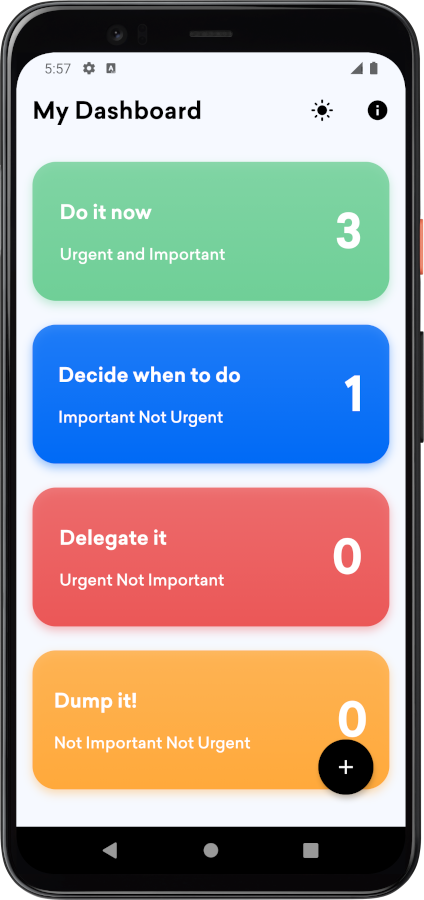 5:57
My Dashboard
Do it now
3
Urgent and Important
Decide when to do
1
Important Not Urgent
Delegate it
0
Urgent Not Important
Dump it!
0
Not Important Not Urgent
+